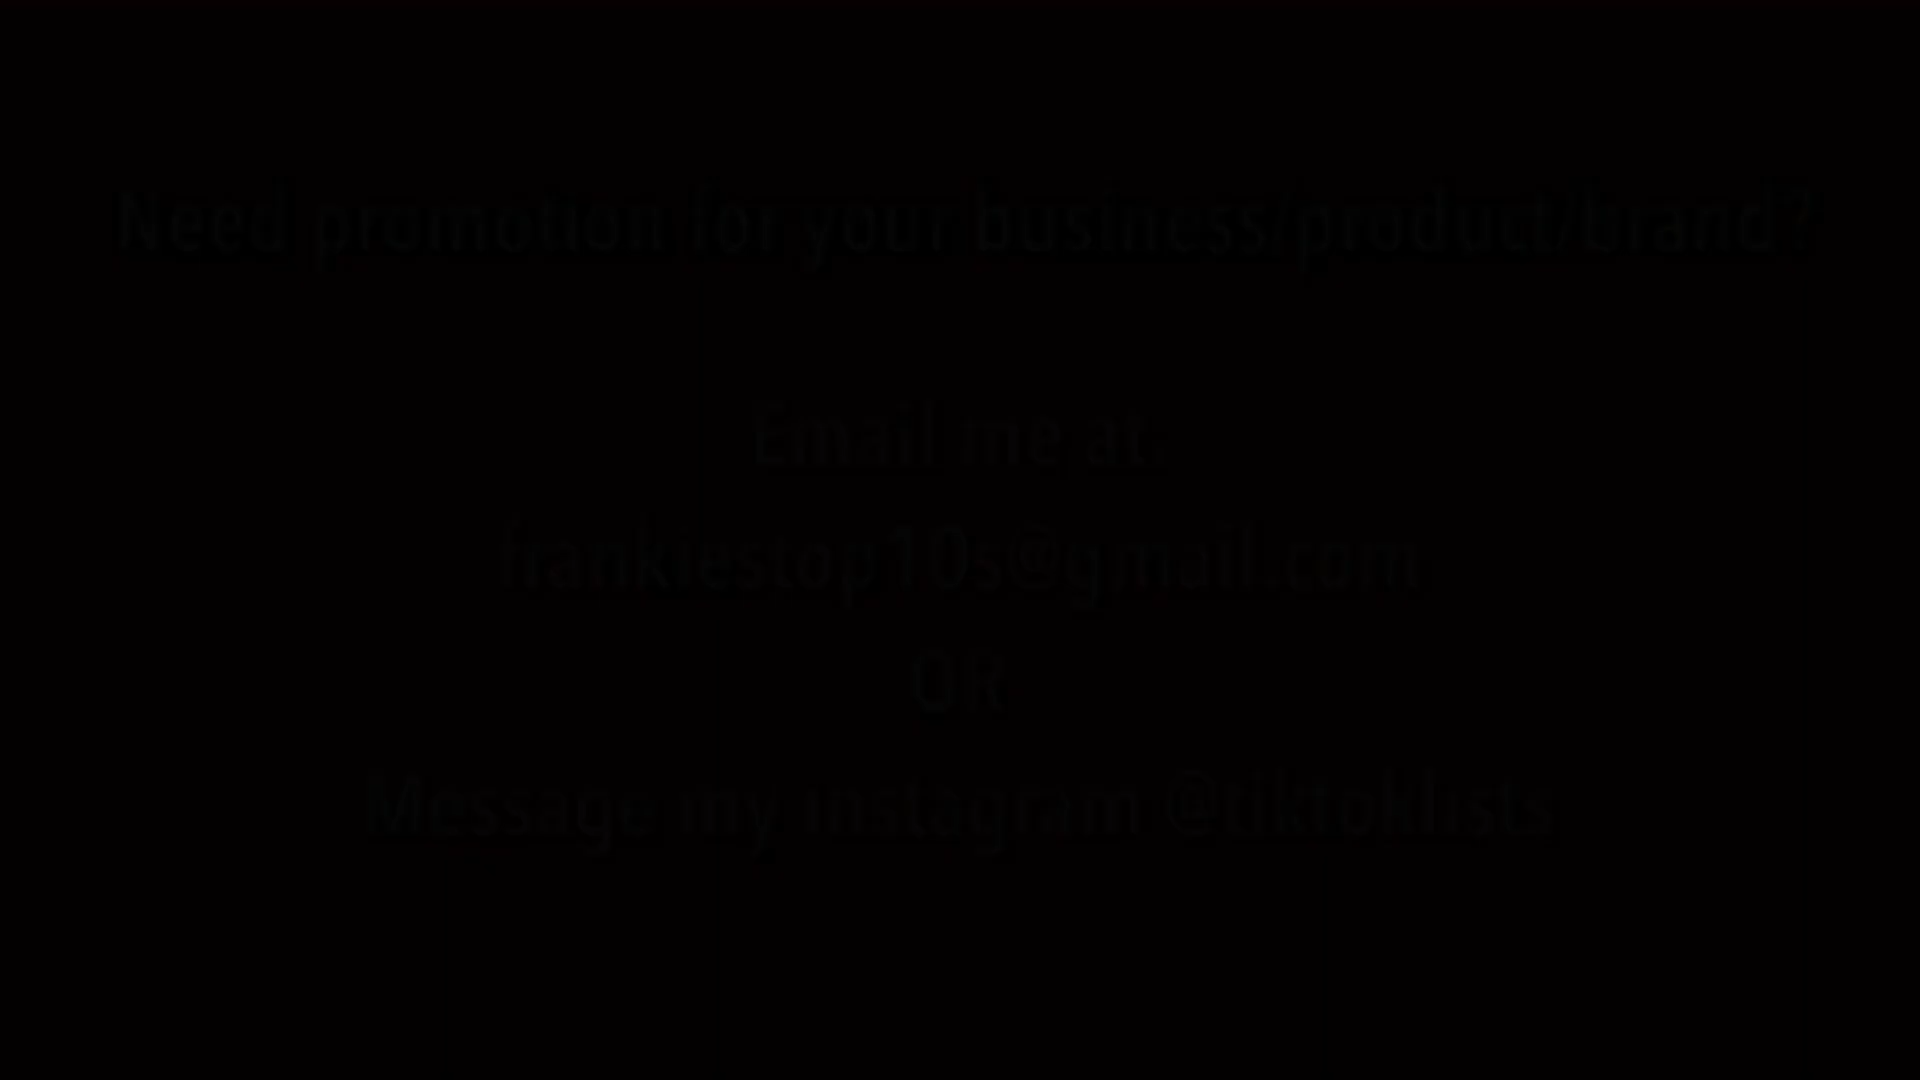 Need promotion for your business/product/brand?
Email me at:
frankiestop10s@gmail.com
OR
Message my instagram @tiktoklists